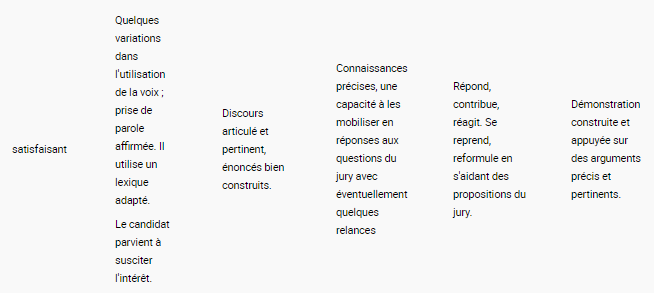 satisfaisant
Quelques
variations
dans
l'utilisation
de la voix ;
prise de
parole
affirmée. Il
utilise un
lexique
adapté.
Le candidat
parvient à
susciter
l'intérêt.
Discours
articulé et
pertinent,
énoncés bien
construits.
Connaissances
précises, une
capacité à les
mobiliser en
réponses aux
questions du
jury avec
éventuellement
quelques
relances
Répond,
contribue,
réagit. Se
reprend,
reformule en
s'aidant des
propositions du
jury.
Démonstration
construite et
appuyée sur
des arguments
précis et
pertinents.